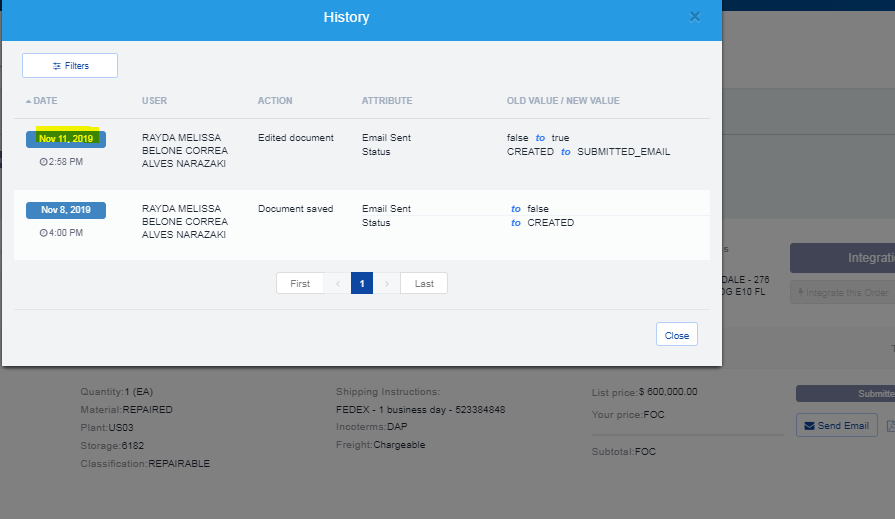 History
×
Filters
DATE USER ACTION ATTRIBUTE OLD VALUE / NEW VALUE
Nov 11, 2019 RAYDA MELISSA Edited document Email Sent false to true
BELONE CORREA Status CREATED to SUBMITTED_EMAIL
2:58 PM ALVES NARAZAKI
Nov 8, 2019 RAYDA MELISSA Document saved Email Sent to false
BELONE CORREA Status to CREATED
4:00 PM ALVES NARAZAKI
First ‹ 1 › Last
Close
Integrati
DALE - 276
E10 FL
Integrate this Order
Quantity:1 (EA) Shipping Instructions: List price:$ 600,000.00 Submitte
Material:REPAIRED FEDEX - 1 business day - 523384848 Your price:FOC
Plant:US03 Incoterms:DAP Send Email
Storage:6182 Freight:Chargeable Subtotal:FOC
Classification:REPAIRABLE